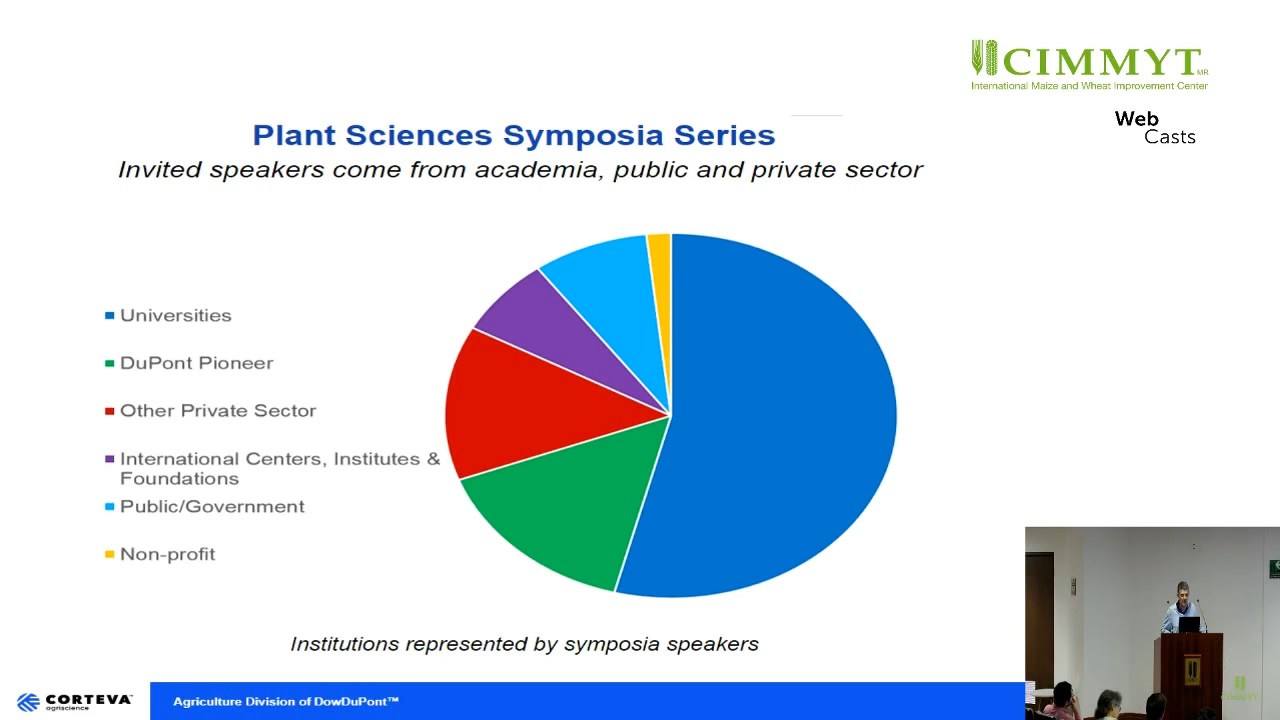 CIMMYT MR
International Maize and Wheat Improvement Center
Web
Casts
Plant Sciences Symposia Series
Invited speakers come from academia, public and private sector
Universities
DuPont Pioneer
Other Private Sector
International Centers, Institutes &
Foundations
Public/Government
Non-profit
Institutions represented by symposia speakers
CORTEVA™
agriscience
Agriculture Division of DowDuPont™
CIMMYT